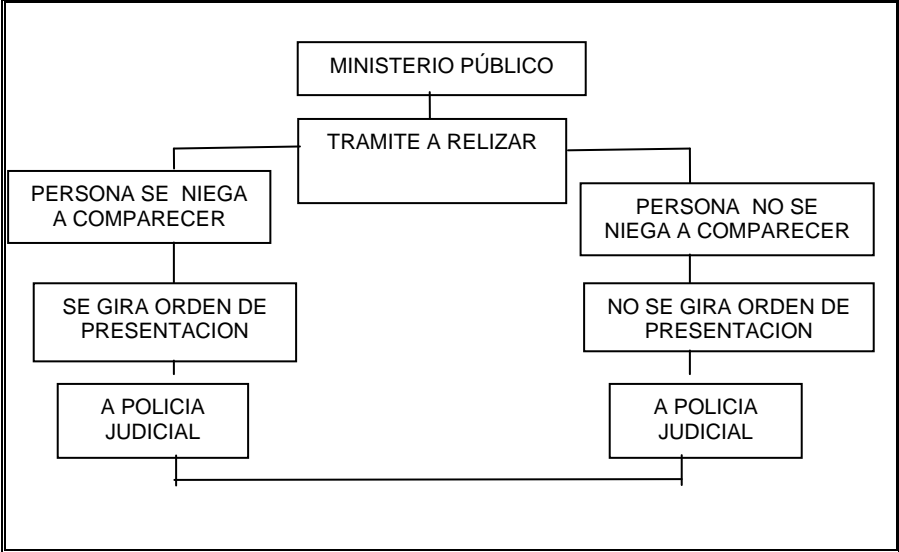 MINISTERIO PÚBLICO
TRAMITE A RELIZAR
PERSONA SE NIEGA
A COMPARECER
PERSONA NO SE
NIEGA A COMPARECER
SE GIRA ORDEN DE
PRESENTACION
NO SE GIRA ORDEN DE
PRESENTACION
A POLICIA
JUDICIAL
A POLICIA
JUDICIAL